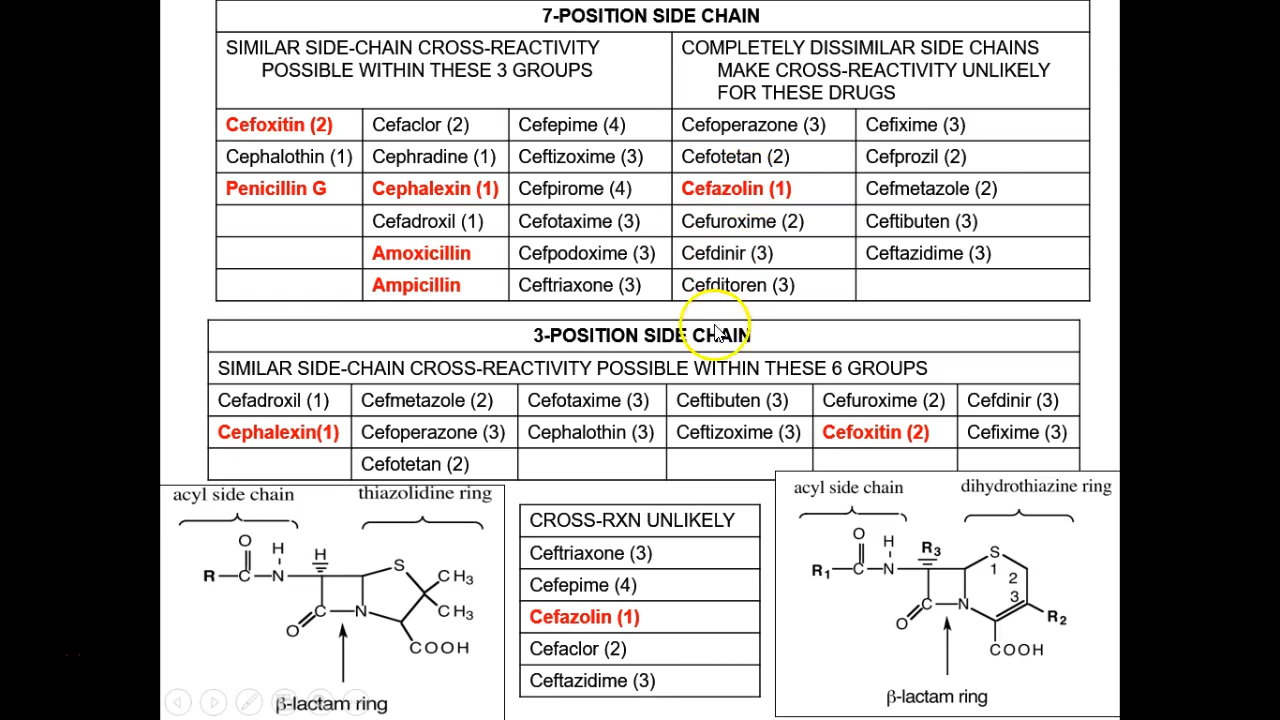 7-POSITION SIDE CHAIN
SIMILAR SIDE-CHAIN CROSS-REACTIVITY
POSSIBLE WITHIN THESE 3 GROUPS
COMPLETELY DISSIMILAR SIDE CHAINS
MAKE CROSS-REACTIVITY UNLIKELY
FOR THESE DRUGS
Cefoxitin (2) Cefaclor (2) Cefepime (4) Cefoperazone (3) Cefixime (3)
Cephalothin (1) Cephradine (1) Ceftizoxime (3) Cefotetan (2) Cefprozil (2)
Penicillin G Cephalexin (1) Cefpirome (4) Cefazolin (1) Cefmetazole (2)
Cefadroxil (1) Cefotaxime (3) Cefuroxime (2) Ceftibuten (3)
Amoxicillin Cefpodoxime (3) Cefdinir (3) Ceftazidime (3)
Ampicillin Ceftriaxone (3) Cefditoren (3)
3-POSITION SIDE CHAIN
SIMILAR SIDE-CHAIN CROSS-REACTIVITY POSSIBLE WITHIN THESE 6 GROUPS
Cefadroxil (1) Cefmetazole (2) Cefotaxime (3) Ceftibuten (3) Cefuroxime (2) Cefdinir (3)
Cephalexin(1) Cefoperazone (3) Cephalothin (3) Ceftizoxime (3) Cefoxitin (2) Cefixime (3)
Cefotetan (2)
acyl side chain thiazolidine ring
O H H S CH3
R C N
CH3
C N
O
COOH
β-lactam ring
CROSS-RXN UNLIKELY
Ceftriaxone (3)
Cefepime (4)
Cefazolin (1)
Cefaclor (2)
Ceftazidime (3)
acyl side chain dihydrothiazine ring
O H R3 S
R1 C N 1 2
3
C N R2
O
COOH
β-lactam ring